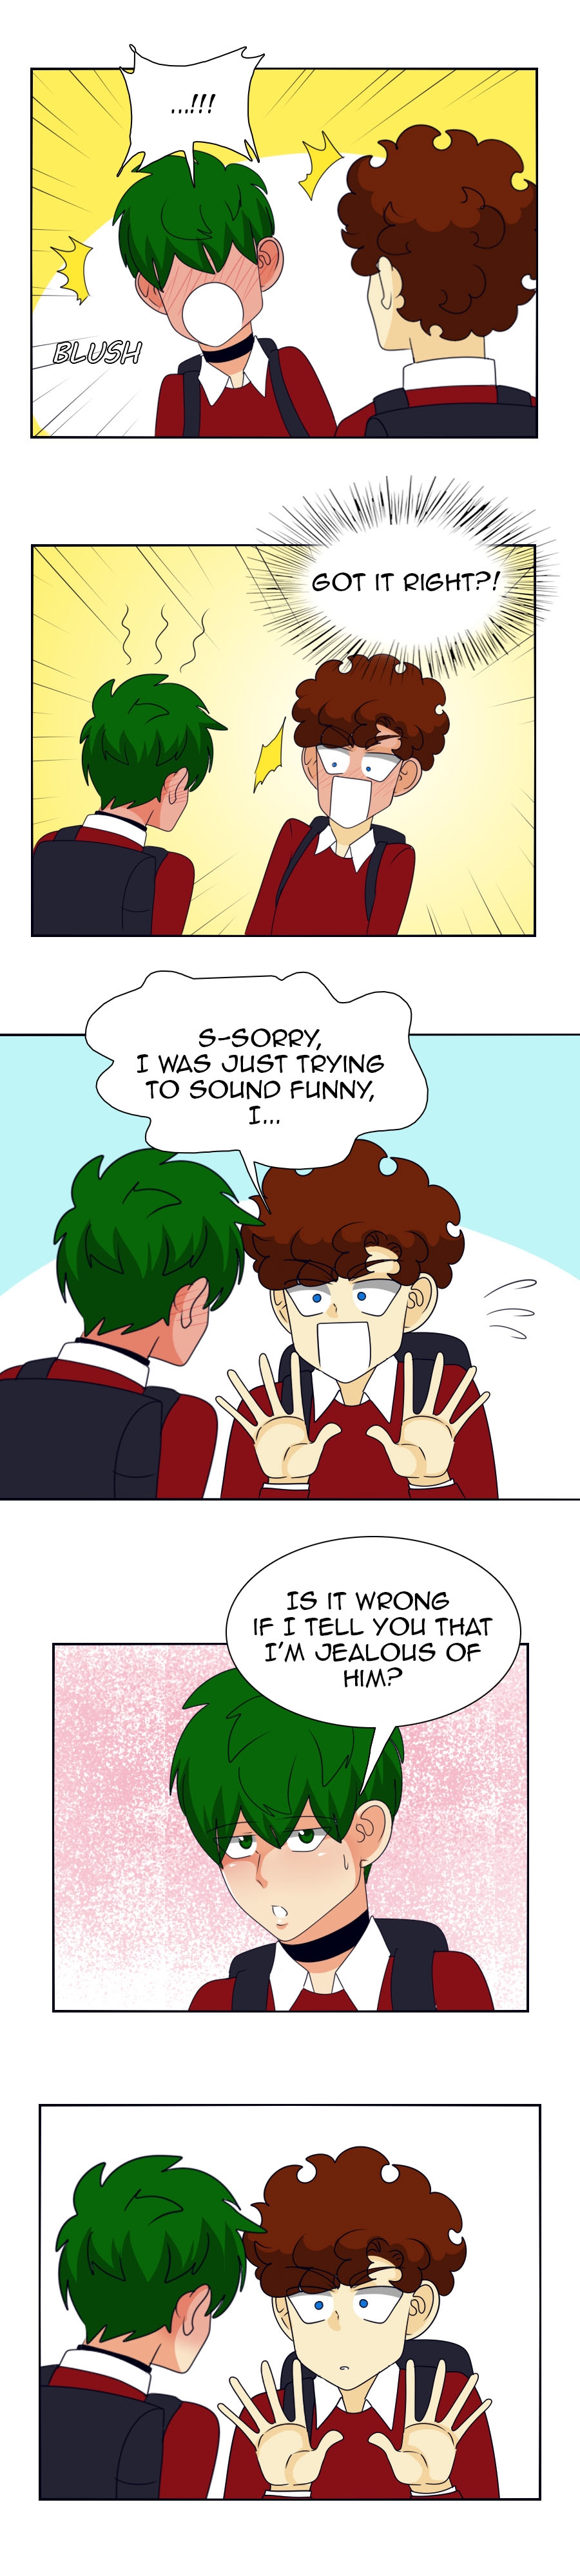 ...!!!
BLUSH
GOT IT RIGHT?!
S-SORRY,
I WAS JUST TRYING
TO SOUND FUNNY,
I...
IS IT WRONG
IF I TELL YOU THAT
I'M JEALOUS OF
HIM?